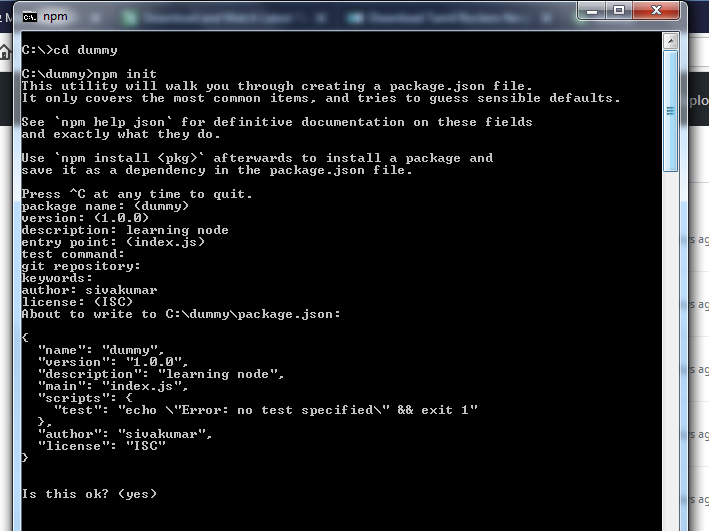 npm
C:\>cd dummy
C:\dummy>npm init
This utility will walk you through creating a package.json file.
It only covers the most common items, and tries to guess sensible defaults.
See `npm help json` for definitive documentation on these fields
and exactly what they do.
Use `npm install <pkg>` afterwards to install a package and
save it as a dependency in the package.json file.
Press ^C at any time to quit.
package name: (dummy)
version: (1.0.0)
description: learning node
entry point: (index.js)
test command:
git repository:
keywords:
author: sivakumar
license: (ISC)
About to write to C:\dummy\package.json:
{
"name": "dummy",
"version": "1.0.0",
"description": "learning node",
"main": "index.js",
"scripts": {
"test": "echo \"Error: no test specified\" && exit 1"
},
"author": "sivakumar",
"license": "ISC"
}
Is this ok? (yes)